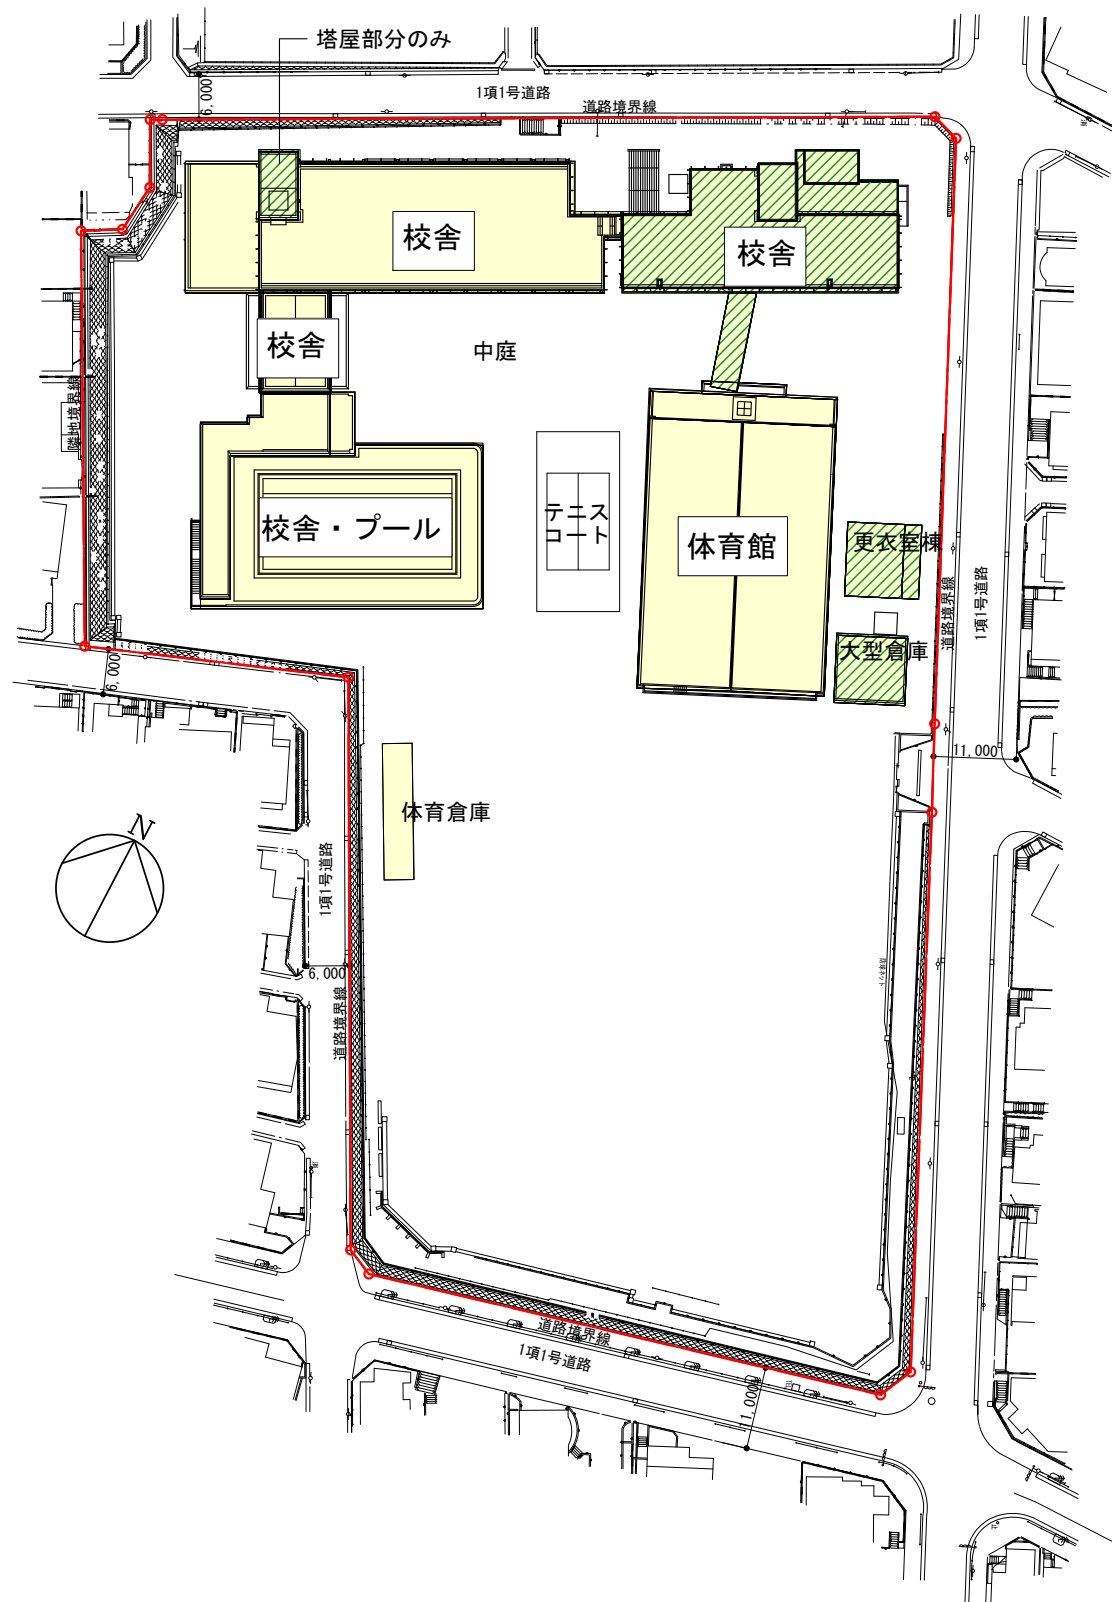 塔屋部分のみ
6,000
1項1号道路
道路境界線
校舎
校舎
校舎
中庭
隣地境界線
校舎・プール
テニス
コート
体育館
更衣室棟
1項1号道路
道路境界線
大型倉庫
6,000
11,000
体育倉庫
N
1項1号道路
6,000
道路境界線
道路境界線
1項1号道路
11,000